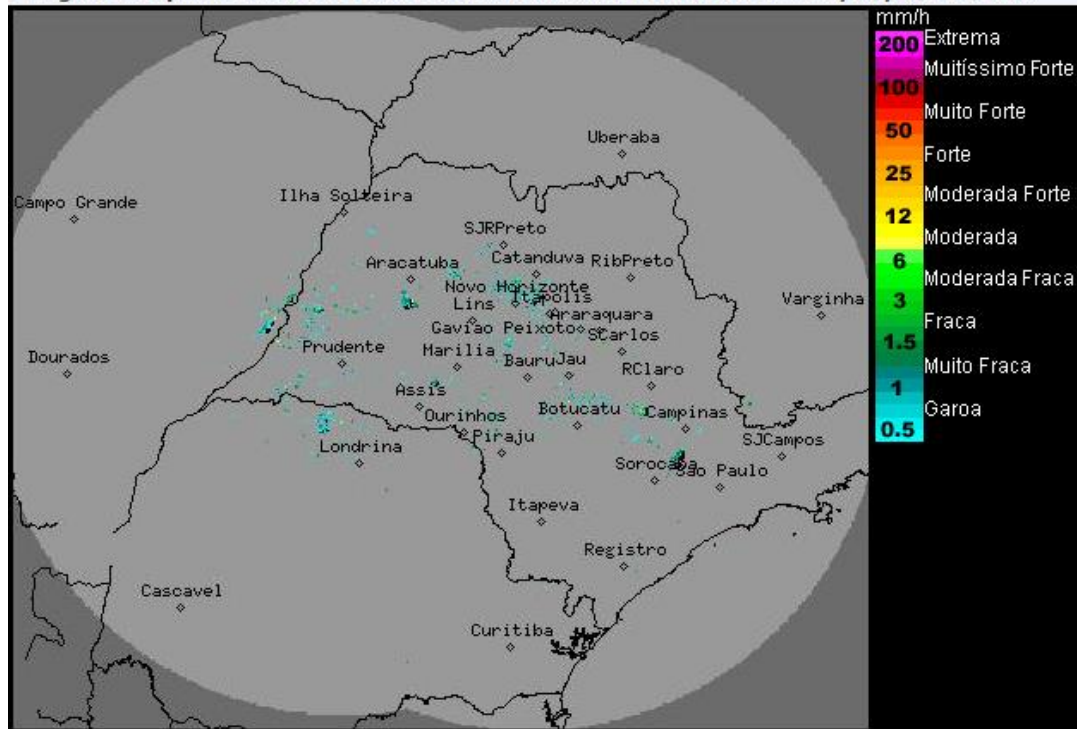 mm/h
200 Extrema
Muitíssimo Forte
100
Muito Forte
50
Forte
25
Moderada Forte
12
Moderada
6
Moderada Fraca
3
Fraca
1.5
Muito Fraca
1
Garoa
0.5
Uberaba
Ilha Solteira
Campo Grande
SJRPreto
Catanduva
RibPreto
Aracatuba
Novo Horizonte
Itapolis
Lins
Araraquara
Varginha
Gaviao Peixoto
SCarlos
Prudente
Marilia
Dourados
Bauru
Jau
RClaro
Assis
Ourinhos
Botucatu
Campinas
Piraju
Londrina
SJCampos
Sorocaba
Sao Paulo
Itapeva
Registro
Cascavel
Curitiba